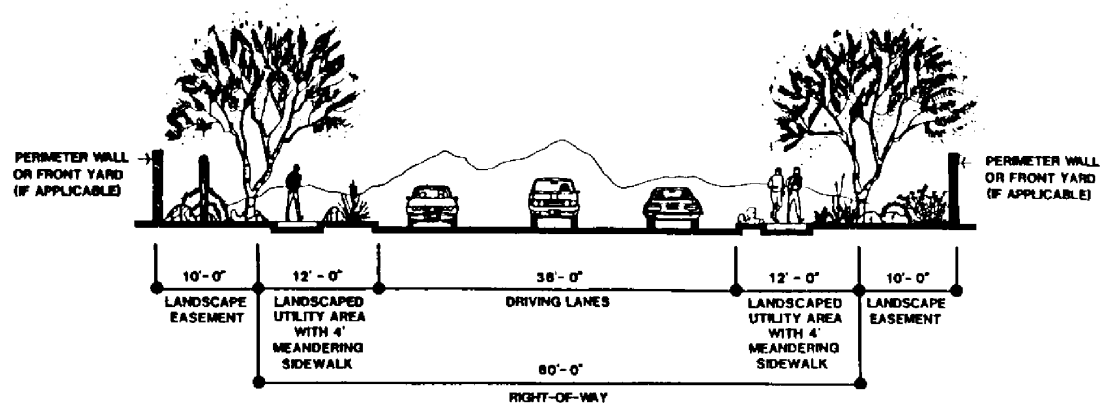 PERIMETER WALL
OR FRONT YARD
(IF APPLICABLE)
PERIMETER WALL
OR FRONT YARD
(IF APPLICABLE)
10'-0"
12'-0"
36'-0"
12'-0"
10'-0"
LANDSCAPE
EASEMENT
LANDSCAPED
UTILITY AREA
WITH 4'
MEANDERING
SIDEWALK
DRIVING LANES
LANDSCAPED
UTILITY AREA
WITH 4'
MEANDERING
SIDEWALK
LANDSCAPE
EASEMENT
60'-0"
RIGHT-OF-WAY